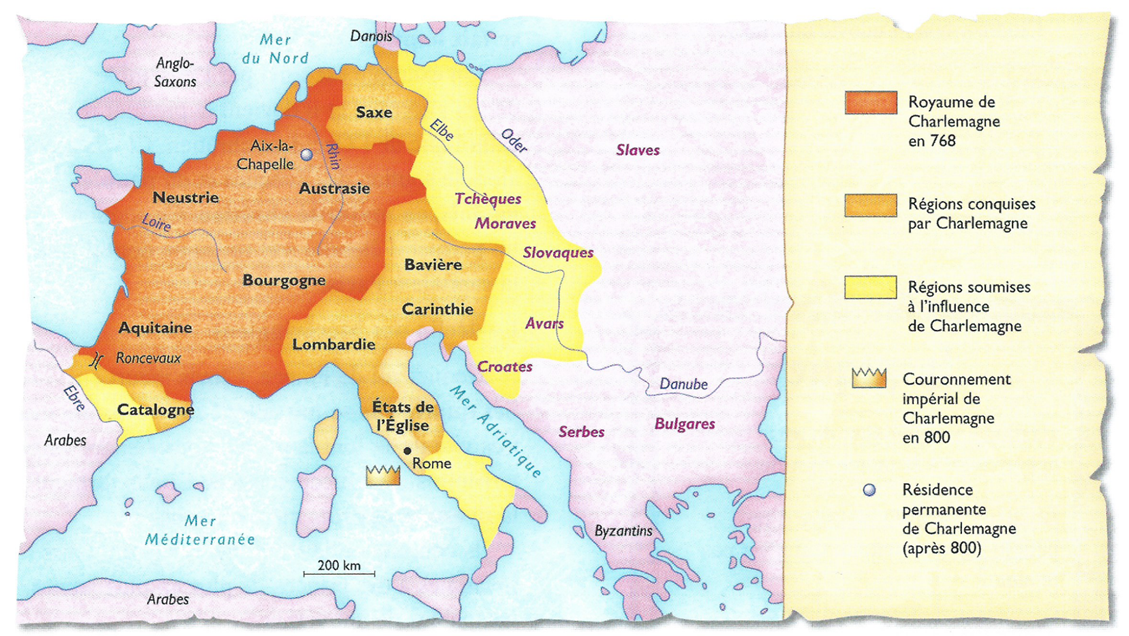 Mer
du Nord
Danois
Anglo-
Saxons
Saxe
Elbe
Oder
Slaves
Aix-la-
Chapelle
Rhin
Austrasie
Neustrie
Loire
Tchèques
Moraves
Slovaques
Bavière
Bourgogne
Carinthie
Avars
Aquitaine
Lombardie
Roncevaux
Croates
Danube
Ebre
Catalogne
États de
l'Église
Mer Adriatique
Serbes
Bulgares
Arabes
Rome
Mer
Méditerranée
Byzantins
200 km
Arabes
Royaume de
Charlemagne
en 768
Régions conquises
par Charlemagne
Régions soumises
à l'influence
de Charlemagne
Couronnement
impérial de
Charlemagne
en 800
Résidence
permanente
de Charlemagne
(après 800)